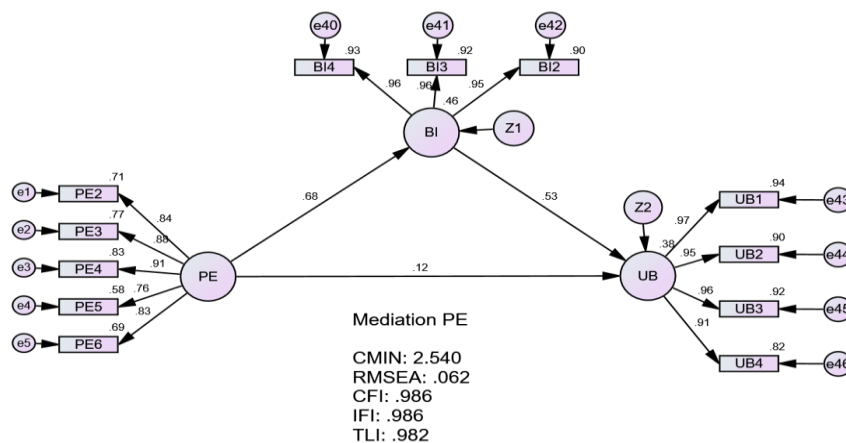 e40
e41
e42
.93
.92
.90
BI4
BI3
BI2
.96
.96
.95
.46
BI
Z1
.71
e1
PE2
.84
.77
e2
PE3
.88
.83
e3
PE4
.91
.58
e4
PE5
.76
.69
e5
PE6
.83
PE
.68
.53
.12
Z2
.38
UB
.94
UB1
e43
.97
.90
UB2
e44
.95
.92
UB3
e45
.96
.82
UB4
e46
.91
Mediation PE
CMIN: 2.540
RMSEA: .062
CFI: .986
IFI: .986
TLI: .982